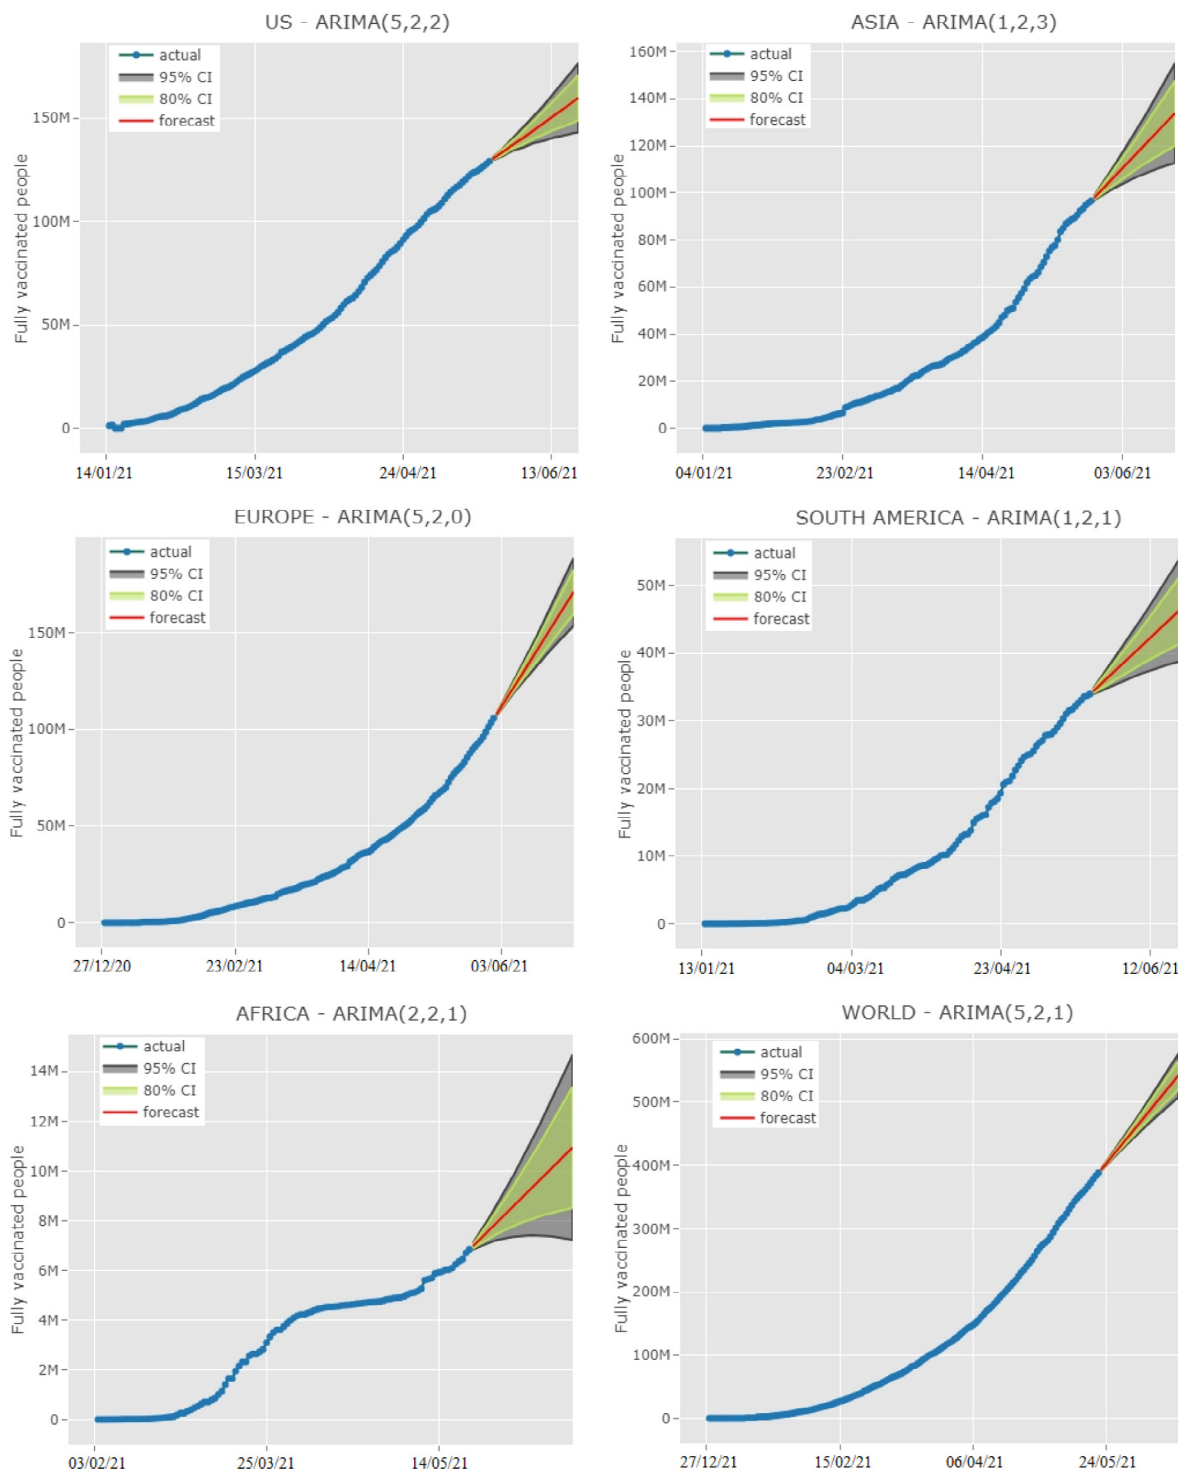 US - ARIMA(5,2,2)
actual
95% CI
80% CI
forecast
Fully vaccinated people
150M
100M
50M
0
14/01/21 15/03/21 24/04/21 13/06/21
ASIA - ARIMA(1,2,3)
actual
95% CI
80% CI
forecast
Fully vaccinated people
160M
140M
120M
100M
80M
60M
40M
20M
0
04/01/21 23/02/21 14/04/21 03/06/21
EUROPE - ARIMA(5,2,0)
actual
95% CI
80% CI
forecast
Fully vaccinated people
150M
100M
50M
0
27/12/20 23/02/21 14/04/21 03/06/21
SOUTH AMERICA - ARIMA(1,2,1)
actual
95% CI
80% CI
forecast
Fully vaccinated people
50M
40M
30M
20M
10M
0
13/01/21 04/03/21 23/04/21 12/06/21
AFRICA - ARIMA(2,2,1)
actual
95% CI
80% CI
forecast
Fully vaccinated people
14M
12M
10M
8M
6M
4M
2M
0
03/02/21 25/03/21 14/05/21
WORLD - ARIMA(5,2,1)
actual
95% CI
80% CI
forecast
Fully vaccinated people
600M
500M
400M
300M
200M
100M
0
27/12/21 15/02/21 06/04/21 24/05/21